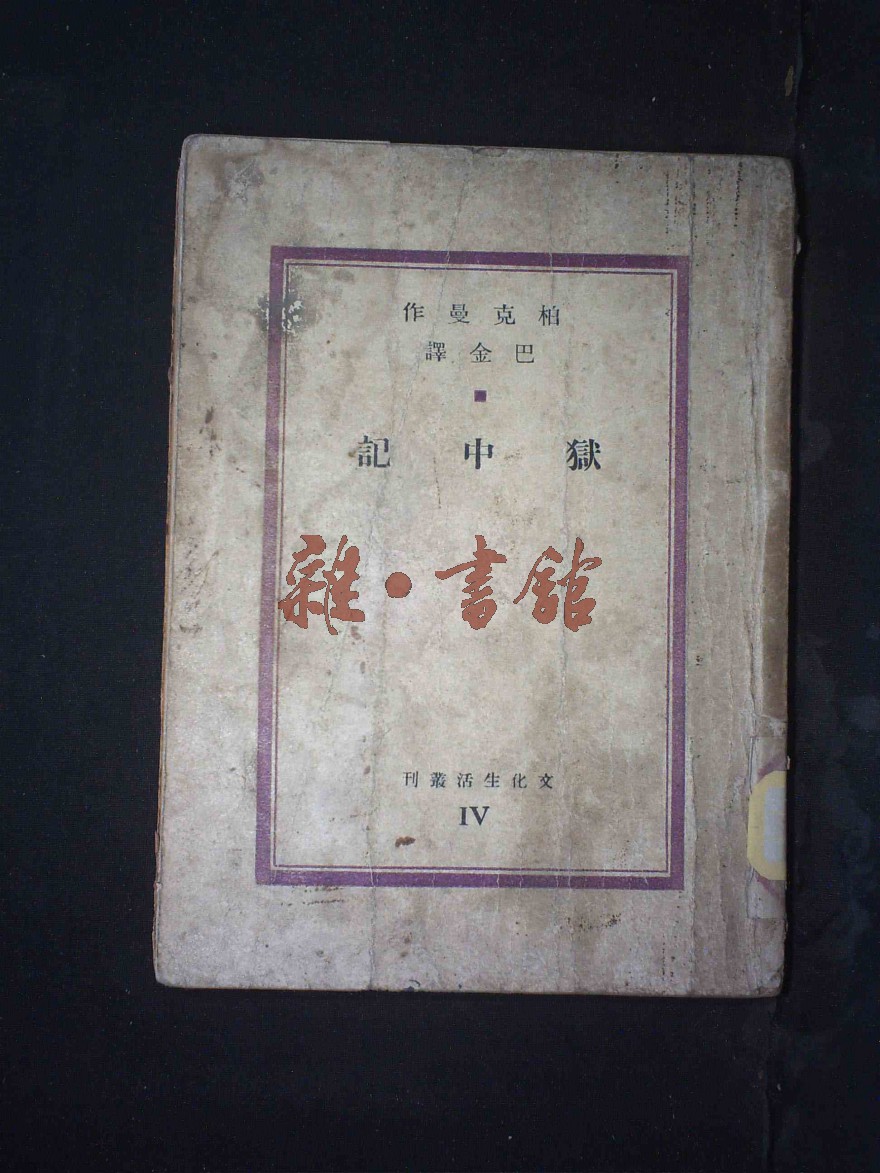 柏克曼作
巴金譯
獄中記
雜·書館
文化生活叢刊
IV